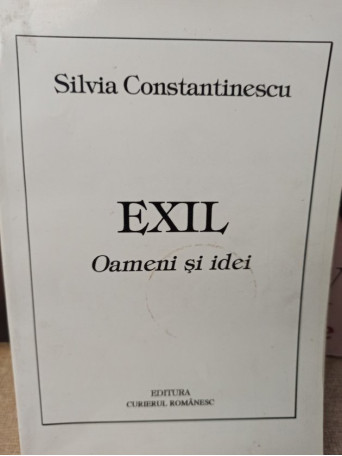 Silvia Constantinescu
EXIL
Oameni și idei
EDITURA
CURIERUL ROMÂNESC